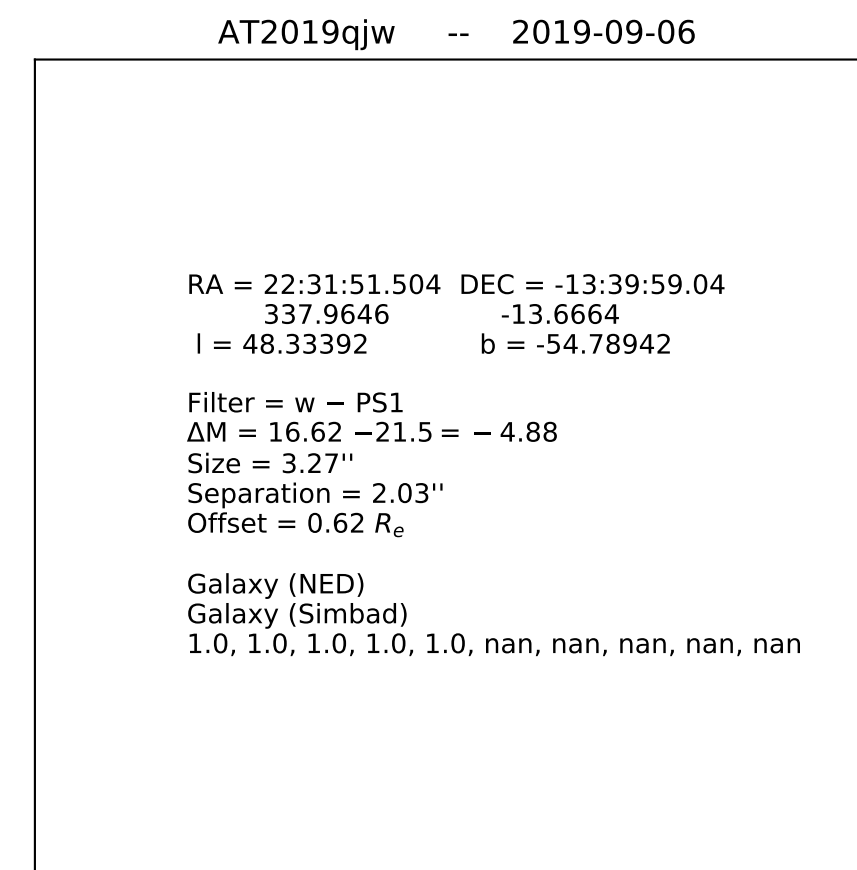 AT2019qjw -- 2019-09-06
RA = 22:31:51.504 DEC = -13:39:59.04
337.9646 -13.6664
l = 48.33392 b = -54.78942
Filter = w − PS1
ΔM = 16.62 −21.5 = − 4.88
Size = 3.27''
Separation = 2.03''
Offset = 0.62 Re
Galaxy (NED)
Galaxy (Simbad)
1.0, 1.0, 1.0, 1.0, 1.0, nan, nan, nan, nan, nan